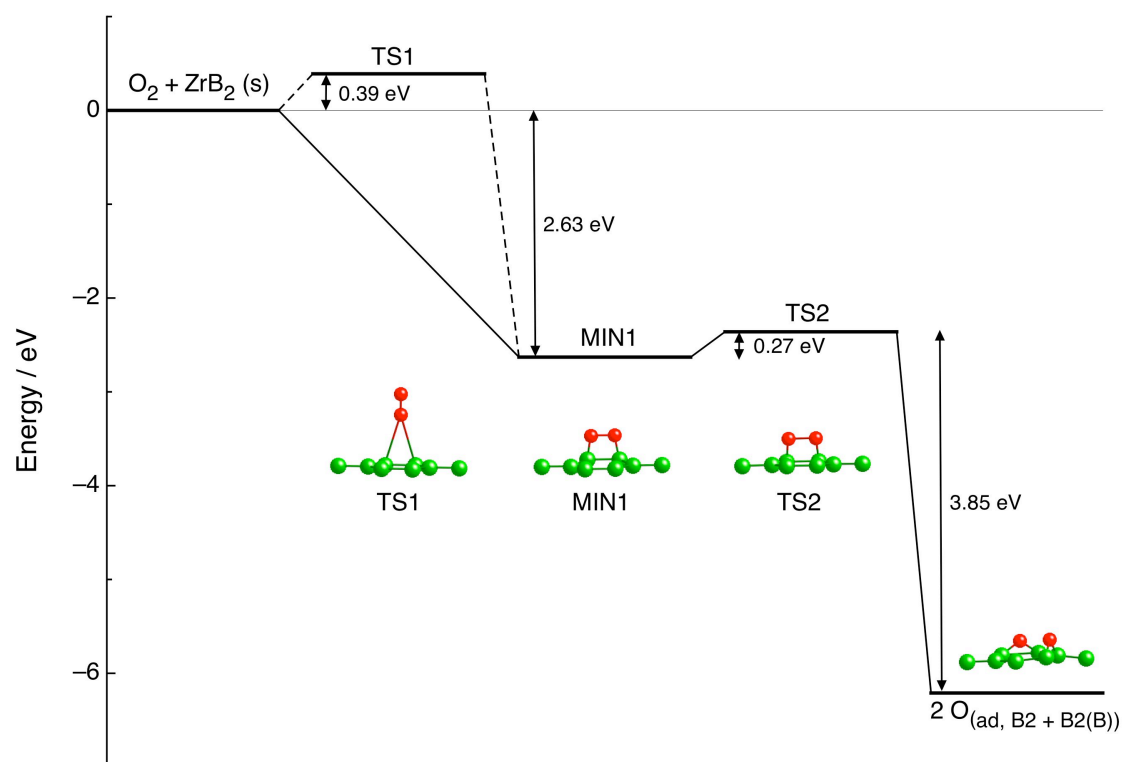 TS1
O₂ + ZrB₂ (s)
0.39 eV
0
2.63 eV
−2
TS2
MIN1
0.27 eV
Energy / eV
−4
TS1
MIN1
TS2
3.85 eV
−6
2 O(ad, B2 + B2(B))